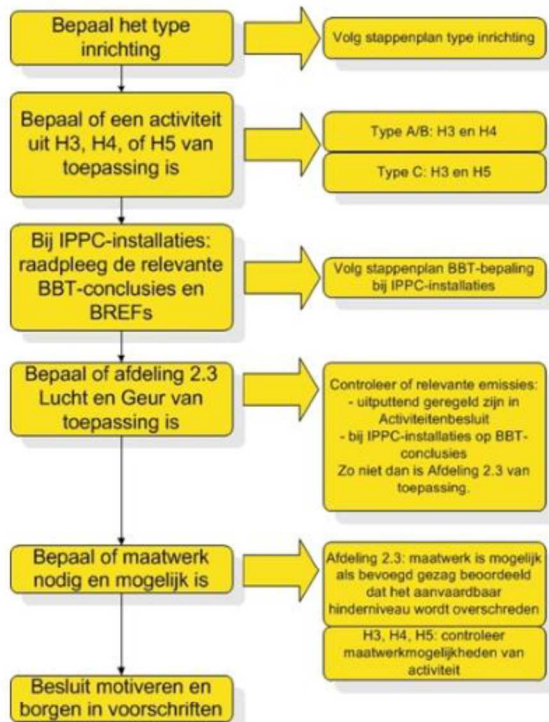 Bepaal het type
inrichting
Volg stappenplan type inrichting
Bepaal of een activiteit
uit H3, H4, of H5 van
toepassing is
Type A/B: H3 en H4
Type C: H3 en H5
Bij IPPC-installaties:
raadpleeg de relevante
BBT-conclusies en
BREFs
Volg stappenplan BBT-bepaling
bij IPPC-installaties
Bepaal of afdeling 2.3
Lucht en Geur van
toepassing is
Controleer of relevante emissies:
- uitputtend geregeld zijn in
Activiteitenbesluit
- bij IPPC-installaties op BBT-
conclusies
Zo niet dan is Afdeling 2.3 van
toepassing.
Bepaal of maatwerk
nodig en mogelijk is
Afdeling 2.3: maatwerk is mogelijk
als bevoegd gezag beoordeeld
dat het aanvaardbaar
hinderniveau wordt overschreden
H3, H4, H5: controleer
maatwerkmogelijkheden van
activiteit
Besluit motiveren en
borgen in voorschriften